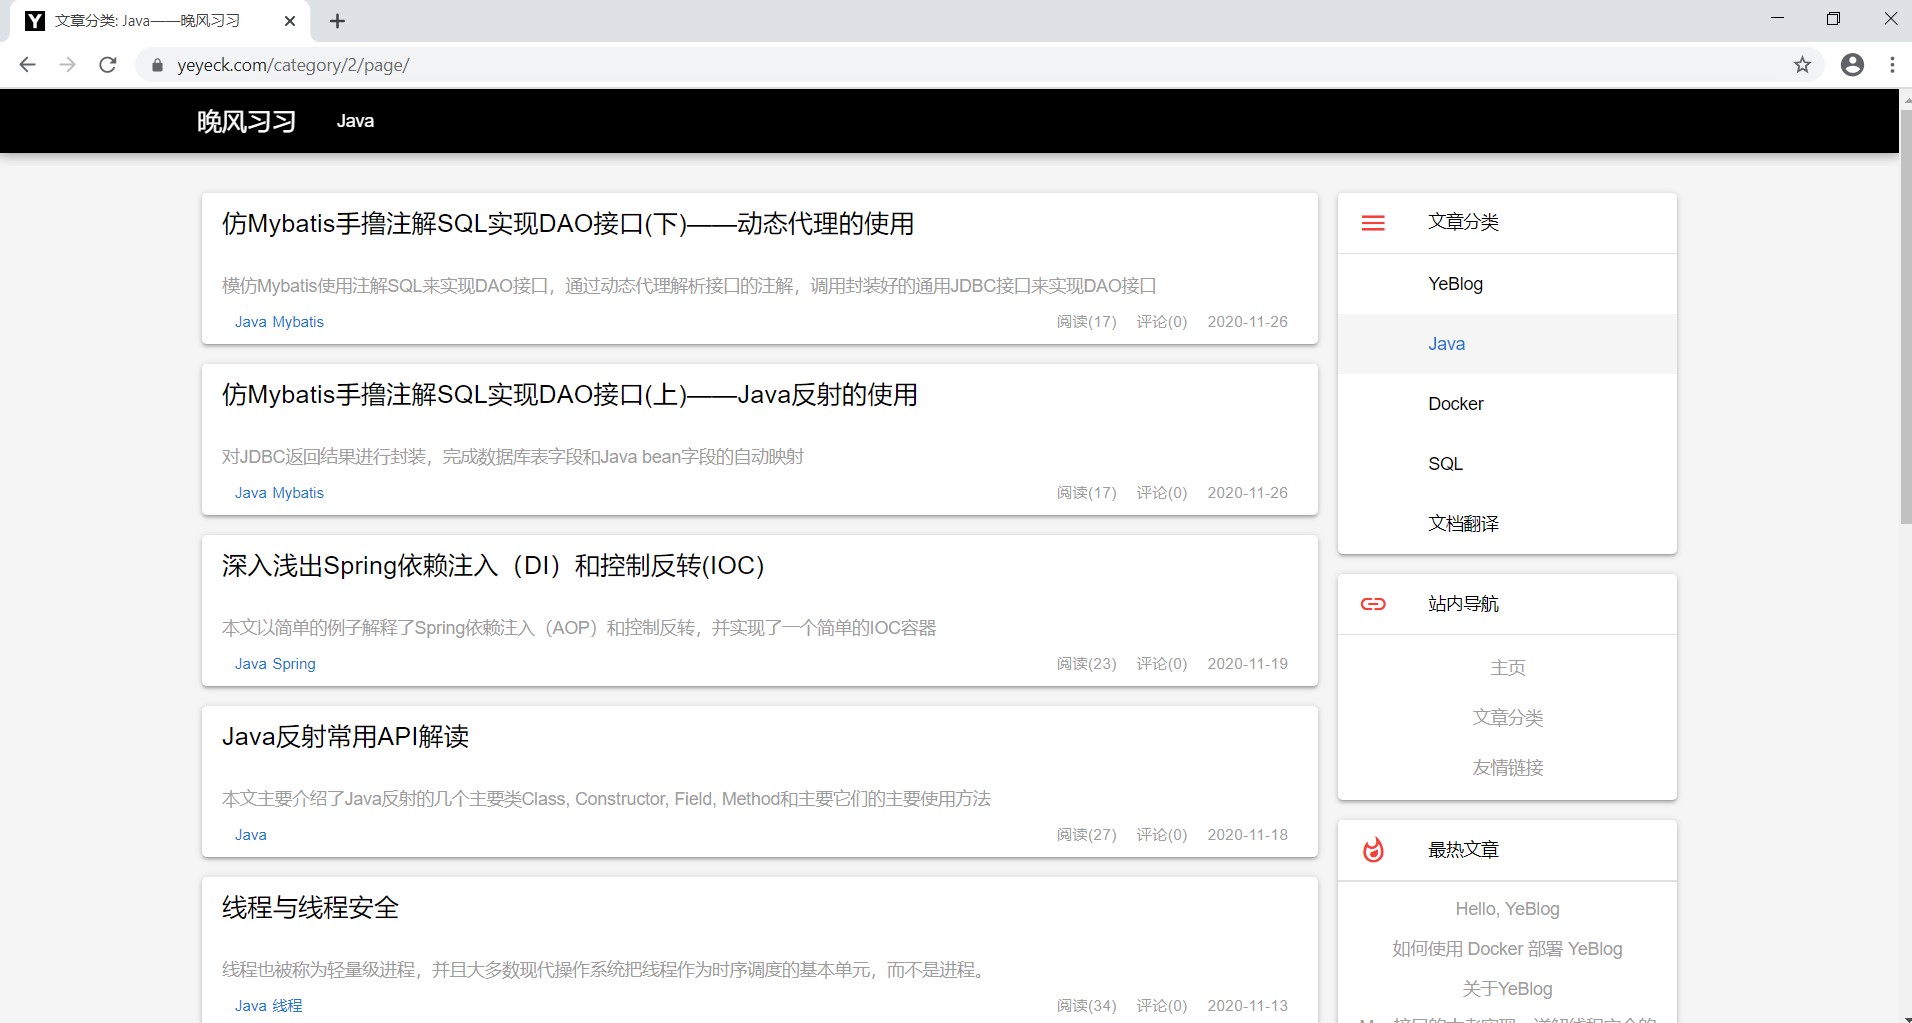 文章分类: Java——晚风习习
yeyeck.com/category/2/page/
晚风习习 Java
仿Mybatis手撸注解SQL实现DAO接口(下)——动态代理的使用
模仿Mybatis使用注解SQL来实现DAO接口，通过动态代理解析接口的注解，调用封装好的通用JDBC接口来实现DAO接口
Java Mybatis 阅读(17) 评论(0) 2020-11-26
仿Mybatis手撸注解SQL实现DAO接口(上)——Java反射的使用
对JDBC返回结果进行封装，完成数据库表字段和Java bean字段的自动映射
Java Mybatis 阅读(17) 评论(0) 2020-11-26
深入浅出Spring依赖注入（DI）和控制反转(IOC)
本文以简单的例子解释了Spring依赖注入（AOP）和控制反转，并实现了一个简单的IOC容器
Java Spring 阅读(23) 评论(0) 2020-11-19
Java反射常用API解读
本文主要介绍了Java反射的几个主要类Class, Constructor, Field, Method和主要它们的主要使用方法
Java 阅读(27) 评论(0) 2020-11-18
线程与线程安全
线程也被称为轻量级进程，并且大多数现代操作系统把线程作为时序调度的基本单元，而不是进程。
Java 线程 阅读(34) 评论(0) 2020-11-13
文章分类
YeBlog
Java
Docker
SQL
文档翻译
站内导航
主页
文章分类
友情链接
最热文章
Hello, YeBlog
如何使用 Docker 部署 YeBlog
关于YeBlog